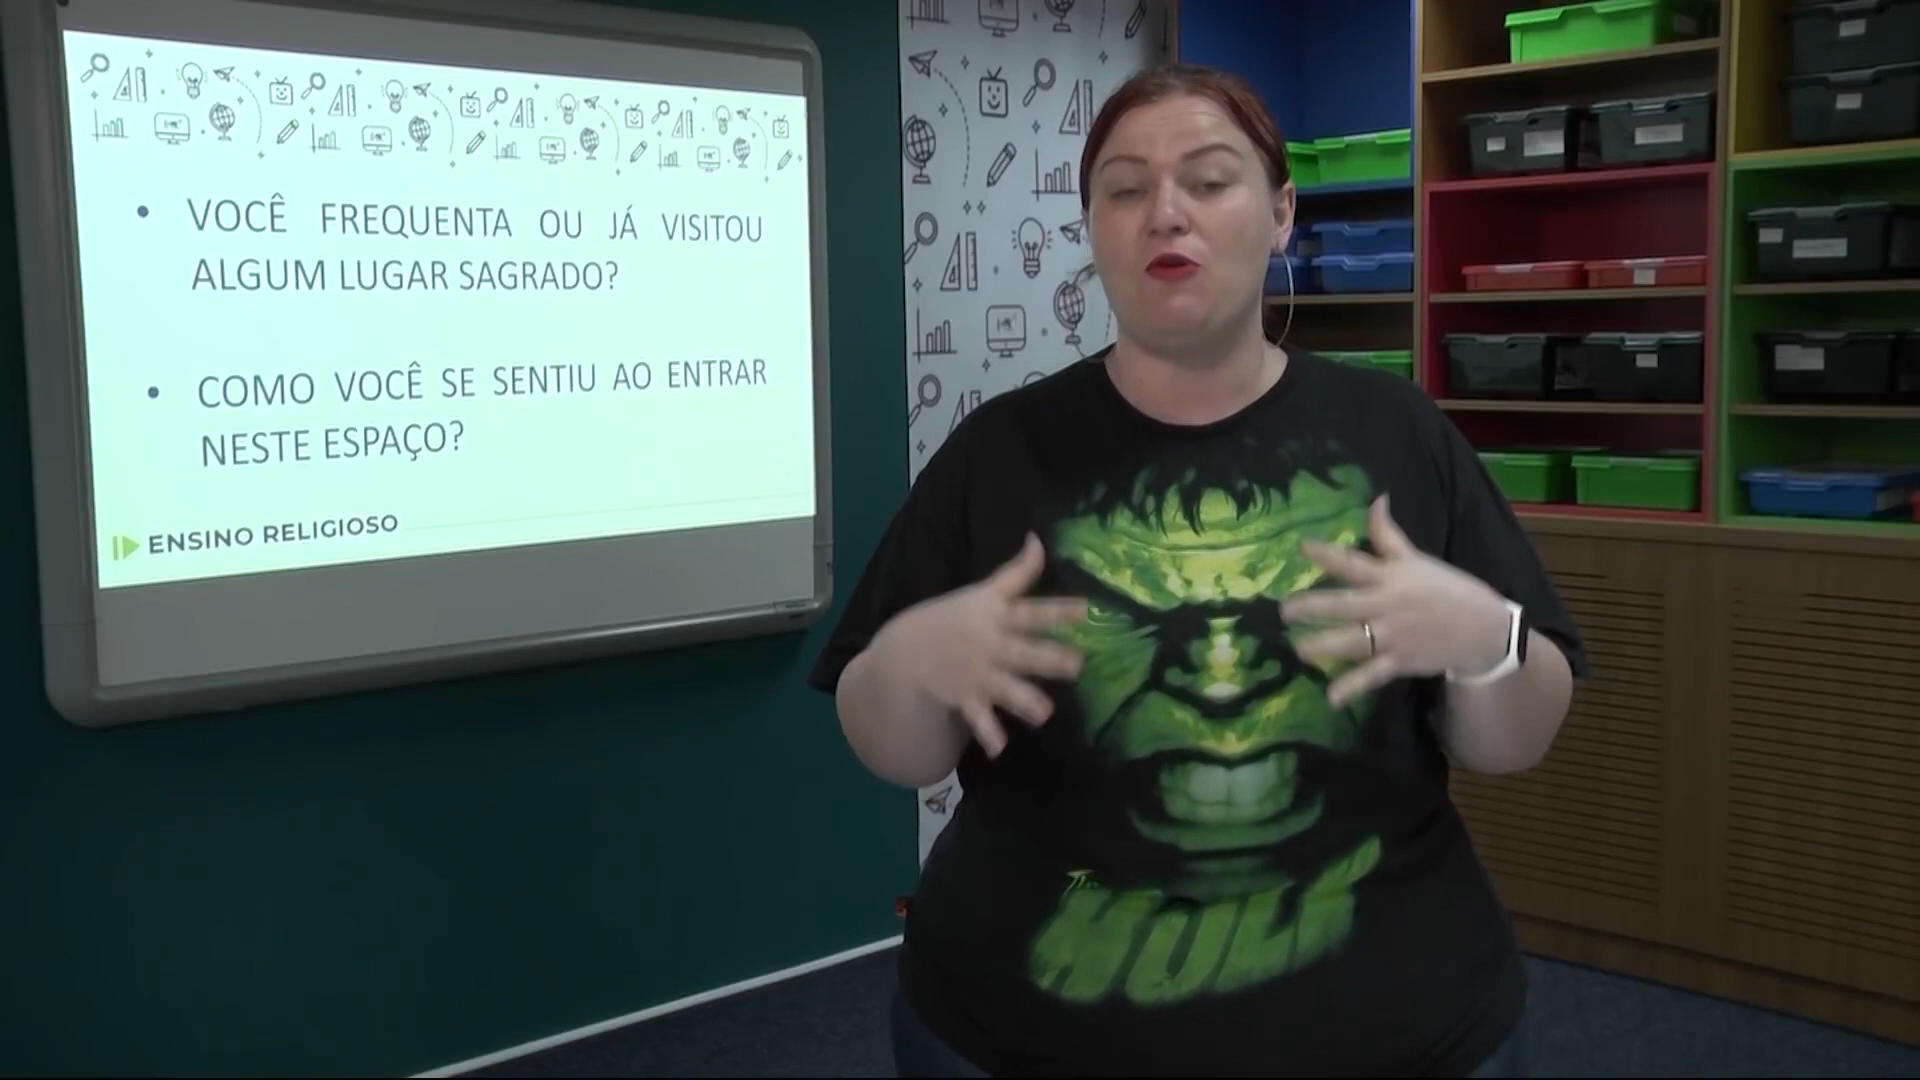 • VOCÊ FREQUENTA OU JÁ VISITOU
ALGUM LUGAR SAGRADO?
• COMO VOCÊ SE SENTIU AO ENTRAR
NESTE ESPAÇO?
ENSINO RELIGIOSO
HULK